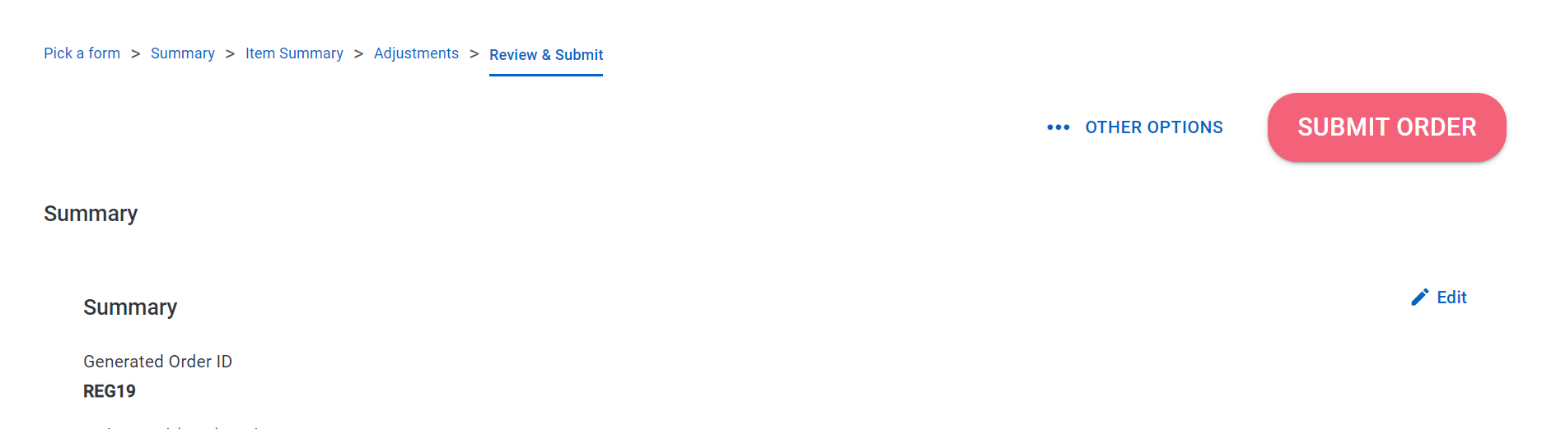 Pick a form > Summary > Item Summary > Adjustments > Review & Submit
••• OTHER OPTIONS SUBMIT ORDER
Summary
Summary
Edit
Generated Order ID
REG19